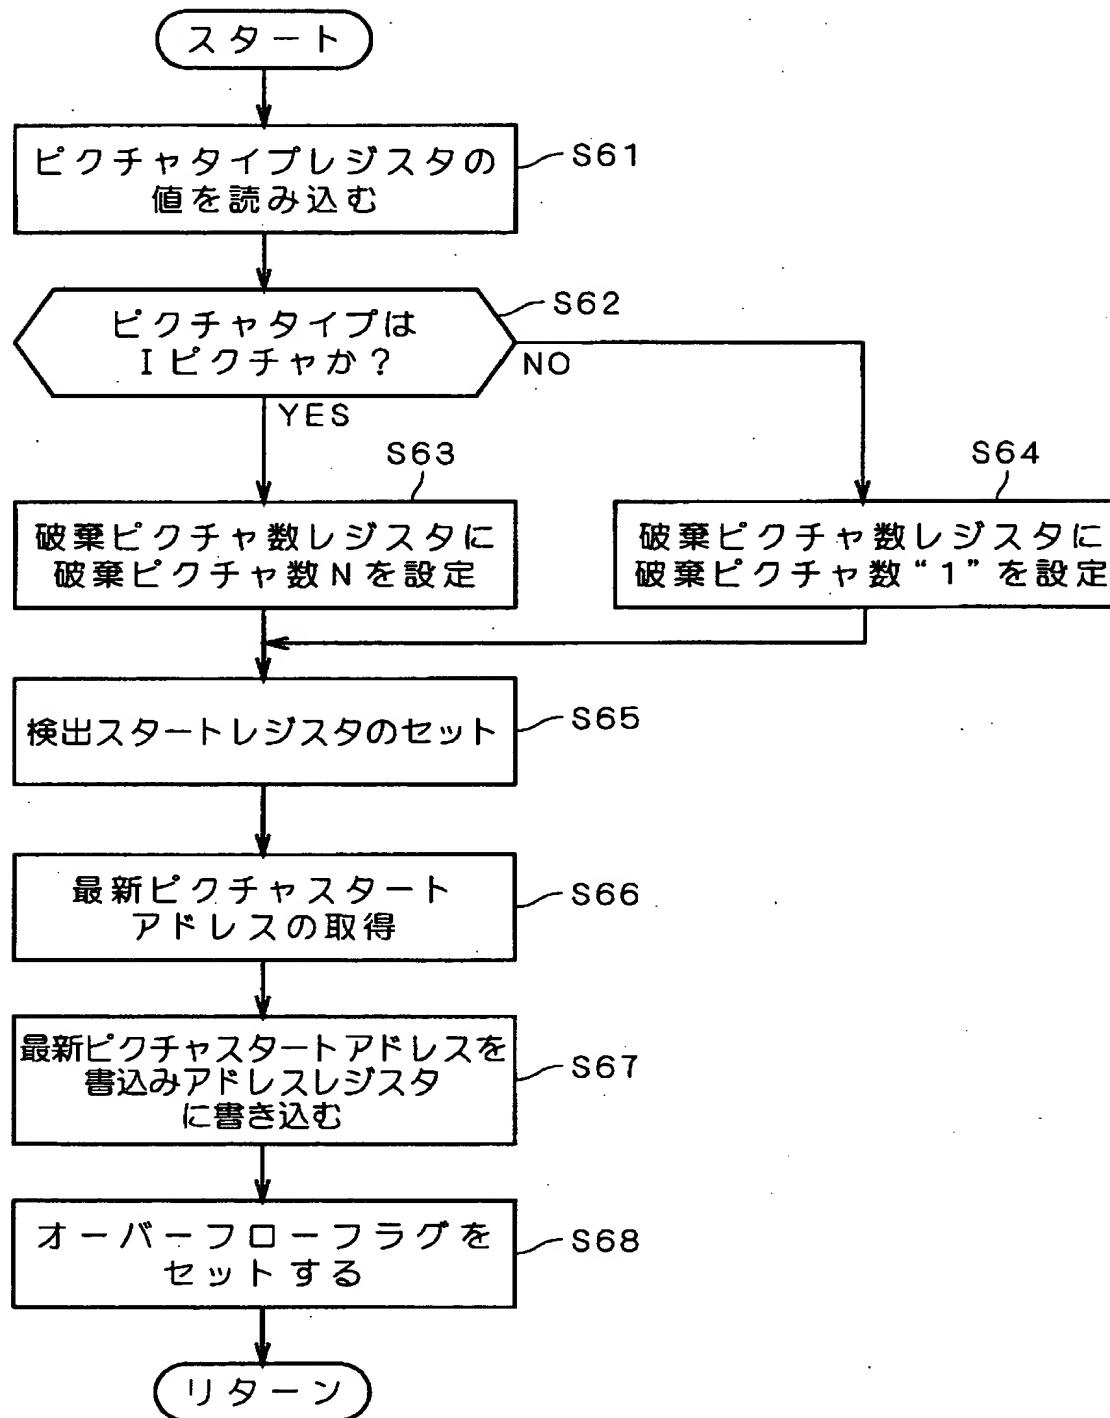 スタート
ピクチャタイプレジスタの
値を読み込む
S61
ピクチャタイプは
Iピクチャか?
S62
NO
YES
S63
破棄ピクチャ数レジスタに
破棄ピクチャ数Nを設定
S64
破棄ピクチャ数レジスタに
破棄ピクチャ数“1”を設定
検出スタートレジスタのセット
S65
最新ピクチャスタート
アドレスの取得
S66
最新ピクチャスタートアドレスを
書込みアドレスレジスタ
に書き込む
S67
オーバーフローフラグを
セットする
S68
リターン